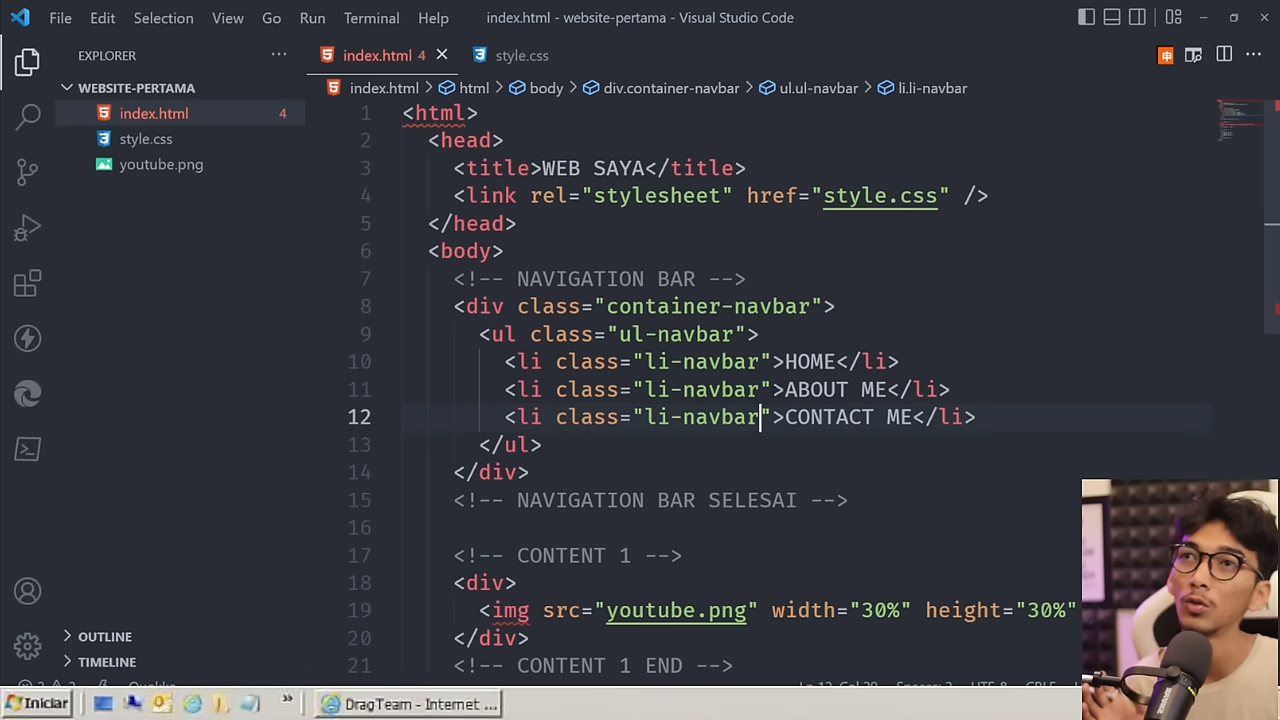 File Edit Selection View Go Run Terminal Help index.html - website-pertama - Visual Studio Code
EXPLORER
index.html 4
style.css
WEBSITE-PERTAMA
index.html > html > body > div.container-navbar > ul.ul-navbar > li.li-navbar
index.html 4
style.css
youtube.png
1 <html>
2 <head>
3 <title>WEB SAYA</title>
4 <link rel="stylesheet" href="style.css" />
5 </head>
6 <body>
7 <!-- NAVIGATION BAR -->
8 <div class="container-navbar">
9 <ul class="ul-navbar">
10 <li class="li-navbar">HOME</li>
11 <li class="li-navbar">ABOUT ME</li>
12 <li class="li-navbar">CONTACT ME</li>
13 </ul>
14 </div>
15 <!-- NAVIGATION BAR SELESAI -->
16
17 <!-- CONTENT 1 -->
18 <div>
19 <img src="youtube.png" width="30%" height="30%"
20 </div>
21 <!-- CONTENT 1 END -->
OUTLINE
TIMELINE
Iniciar
DragTeam - Internet ...